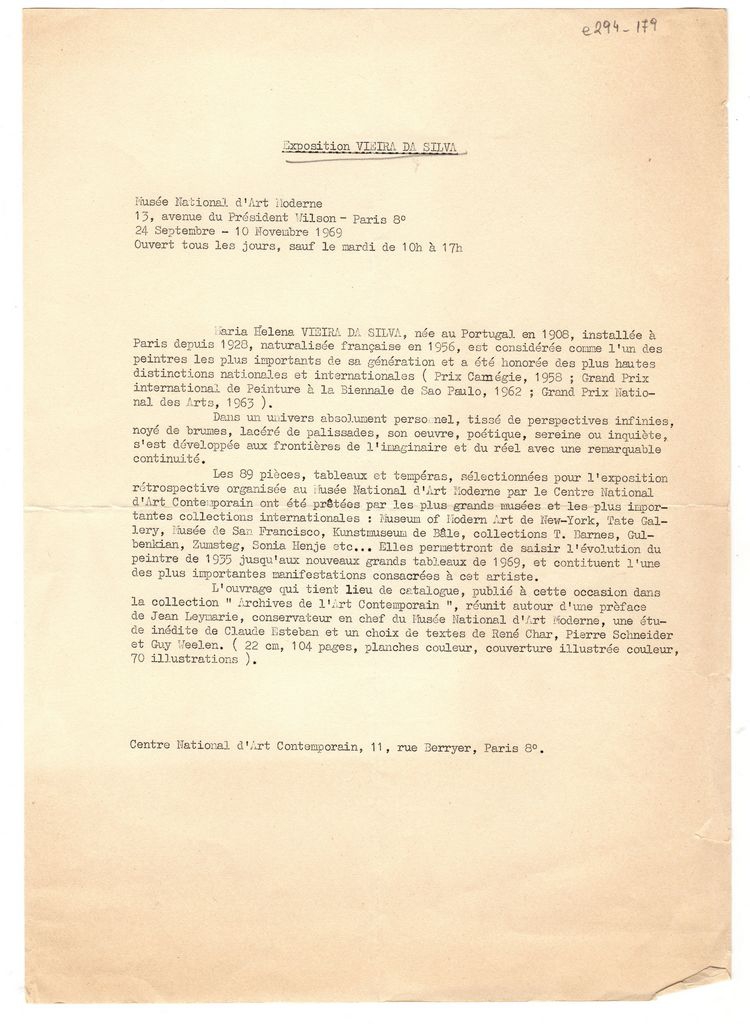 e294-179
Exposition VIEIRA DA SILVA
Musée National d'Art Moderne
13, avenue du Président Wilson - Paris 8°
24 Septembre - 10 Novembre 1969
Ouvert tous les jours, sauf le mardi de 10h à 17h
Maria Helena VIEIRA DA SILVA, née au Portugal en 1908, installée à
Paris depuis 1928, naturalisée française en 1956, est considérée comme l'un des
peintres les plus importants de sa génération et a été honorée des plus hautes
distinctions nationales et internationales ( Prix Carnégie, 1958 ; Grand Prix
international de Peinture à la Biennale de Sao Paulo, 1962 ; Grand Prix Natio-
nal des Arts, 1963 ).
Dans un univers absolument personnel, tissé de perspectives infinies,
noyé de brumes, lacéré de palissades, son oeuvre, poétique, sereine ou inquiète,
s'est développée aux frontières de l'imaginaire et du réel avec une remarquable
continuité.
Les 89 pièces, tableaux et tempéras, sélectionnées pour l'exposition
rétrospective organisée au Musée National d'Art Moderne par le Centre National
d'Art Contemporain ont été prêtées par les plus grands musées et les plus impor-
tantes collections internationales : Museum of Modern Art de New-York, Tate Gal-
lery, Musée de San Francisco, Kunstmuseum de Bâle, collections T. Barnes, Gul-
benkian, Zumsteg, Sonia Henje etc... Elles permettront de saisir l'évolution du
peintre de 1935 jusqu'aux nouveaux grands tableaux de 1969, et contituent l'une
des plus importantes manifestations consacrées à cet artiste.
L'ouvrage qui tient lieu de catalogue, publié à cette occasion dans
la collection " Archives de l'Art Contemporain ", réunit autour d'une prèface
de Jean Leymarie, conservateur en chef du Musée National d'Art Moderne, une étu-
de inédite de Claude Esteban et un choix de textes de René Char, Pierre Schneider
et Guy Weelen. ( 22 cm, 104 pages, planches couleur, couverture illustrée couleur,
70 illustrations ).
Centre National d'Art Contemporain, 11, rue Berryer, Paris 8°.